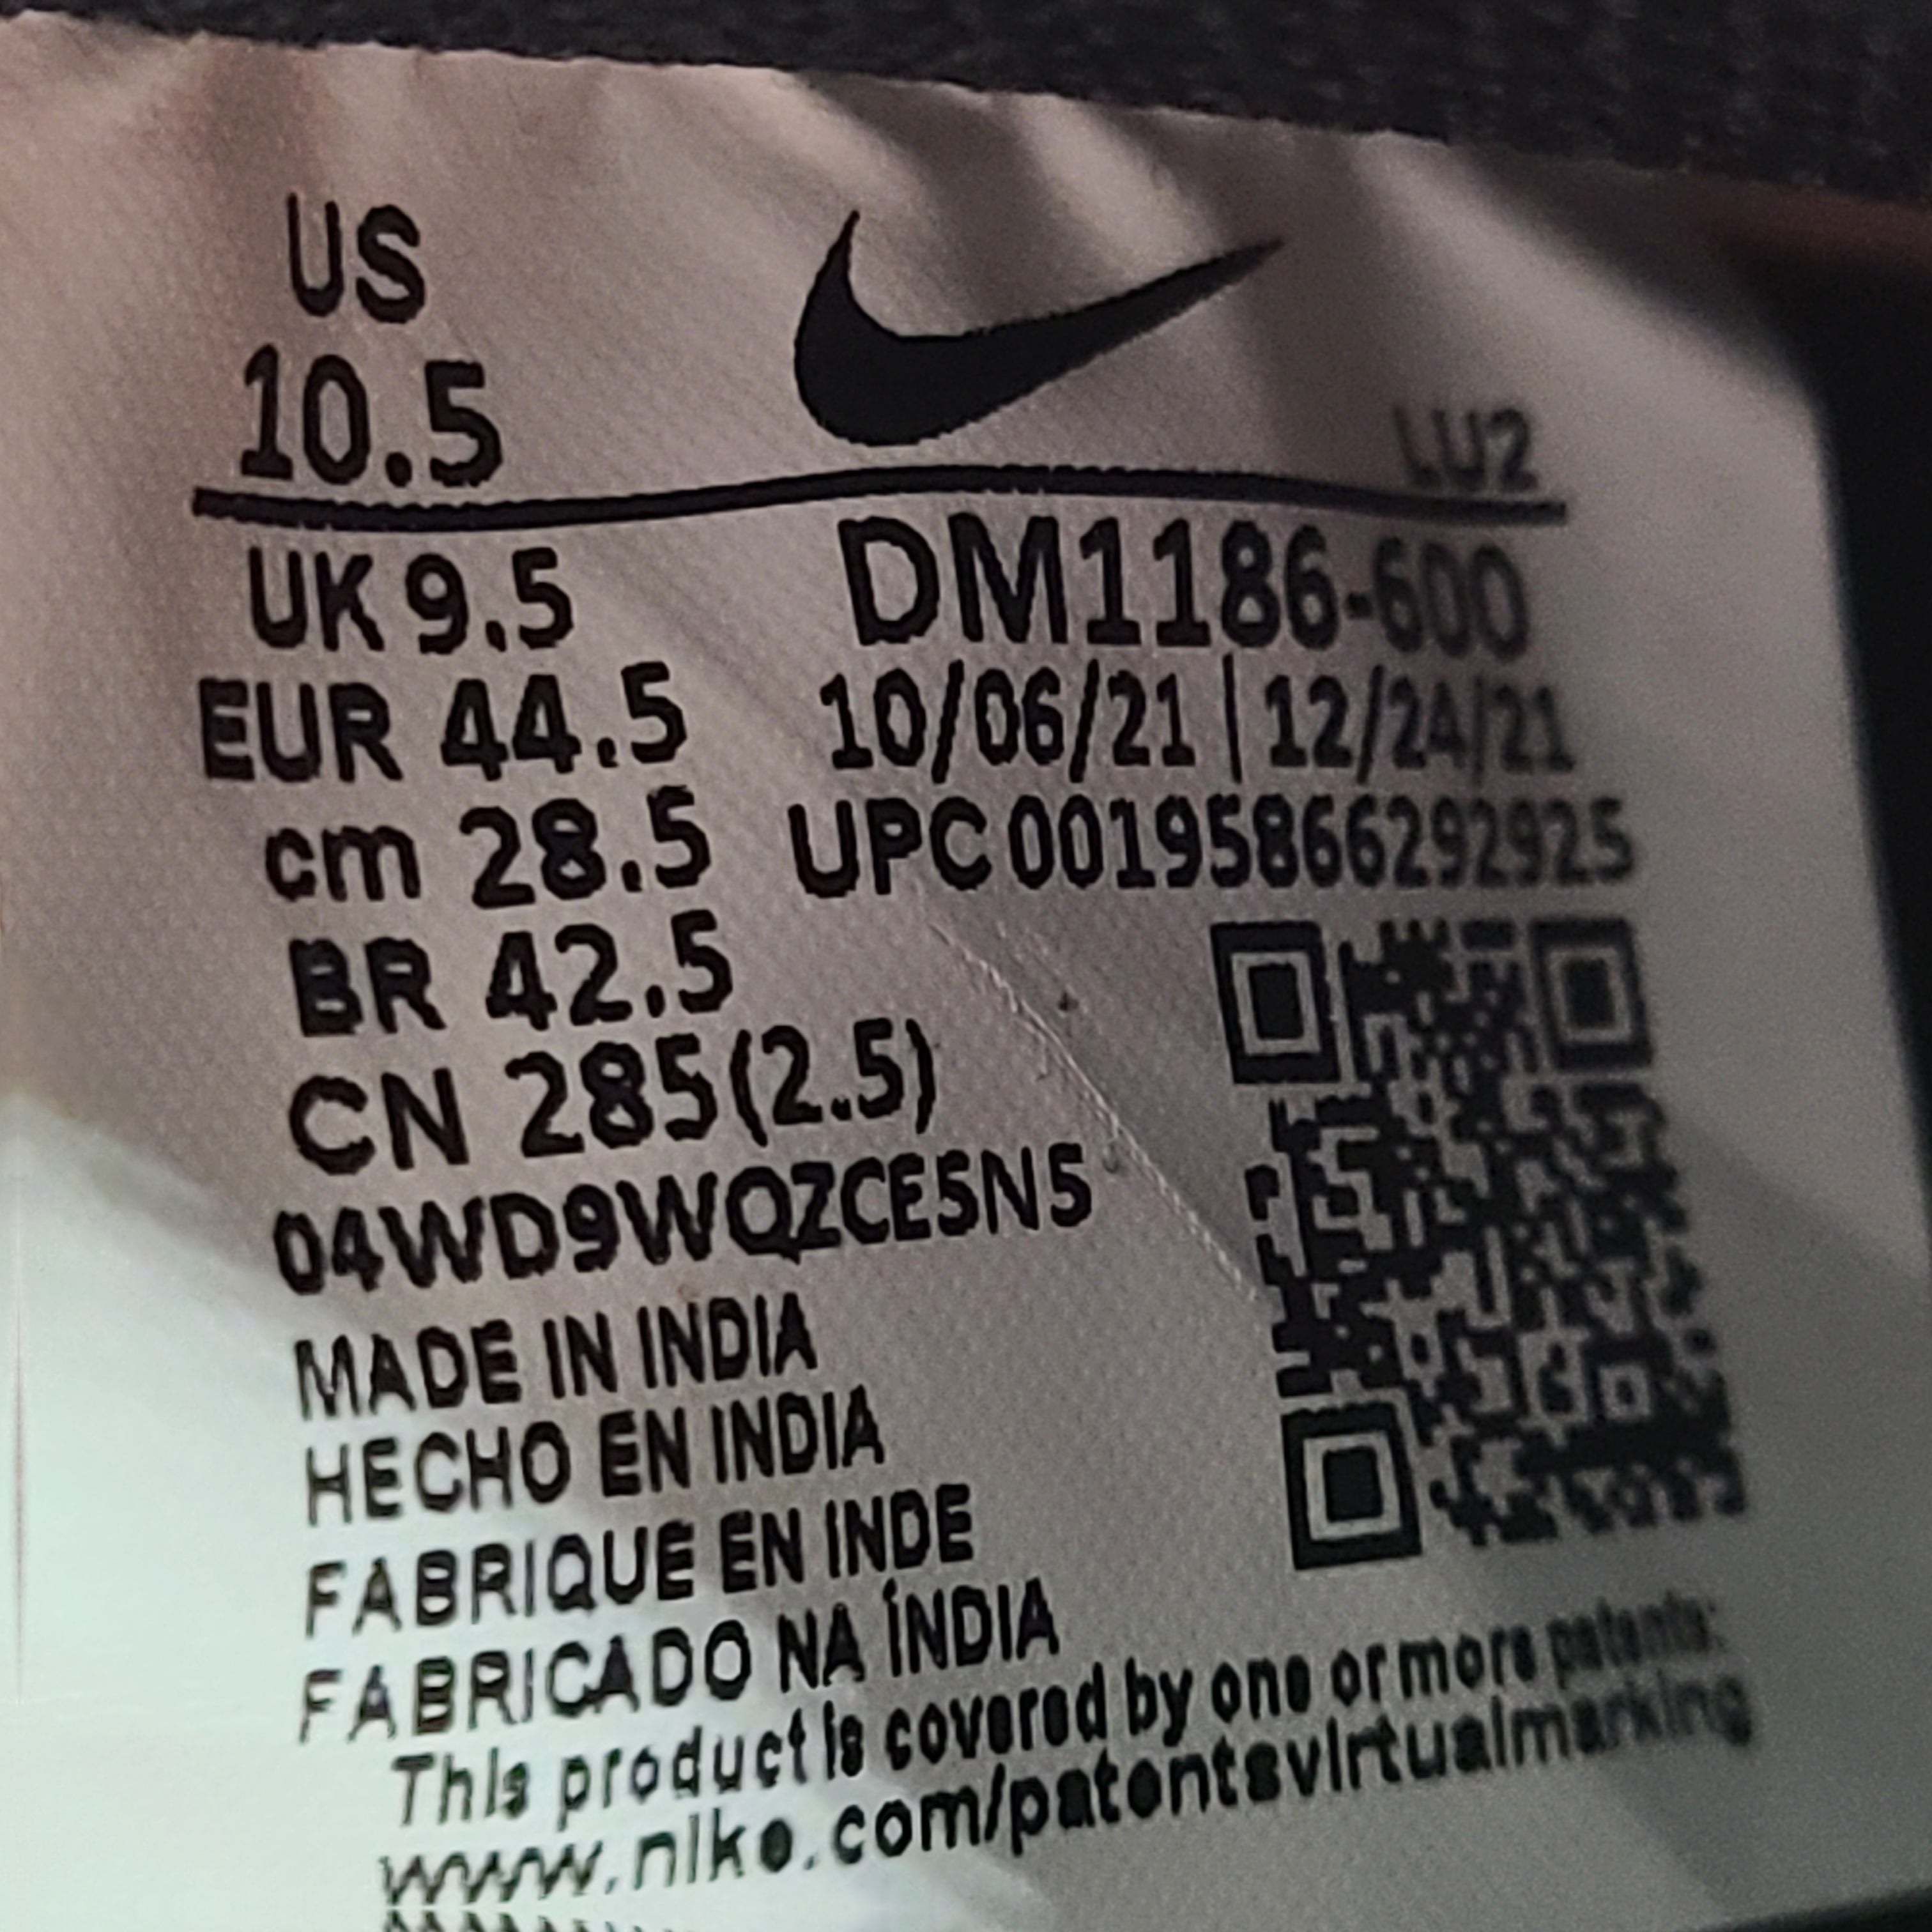 US
10.5
LU2
UK 9.5
DM1186-600
EUR 44.5
10/06/21 | 12/24/21
cm 28.5
UPC 00195866292925
BR 42.5
CN 285(2.5)
04WD9WQZCE5N5
MADE IN INDIA
HECHO EN INDIA
FABRIQUE EN INDE
FABRICADO NA ÍNDIA
This product is covered by one or more patents:
www.nike.com/patentsvirtualmarking